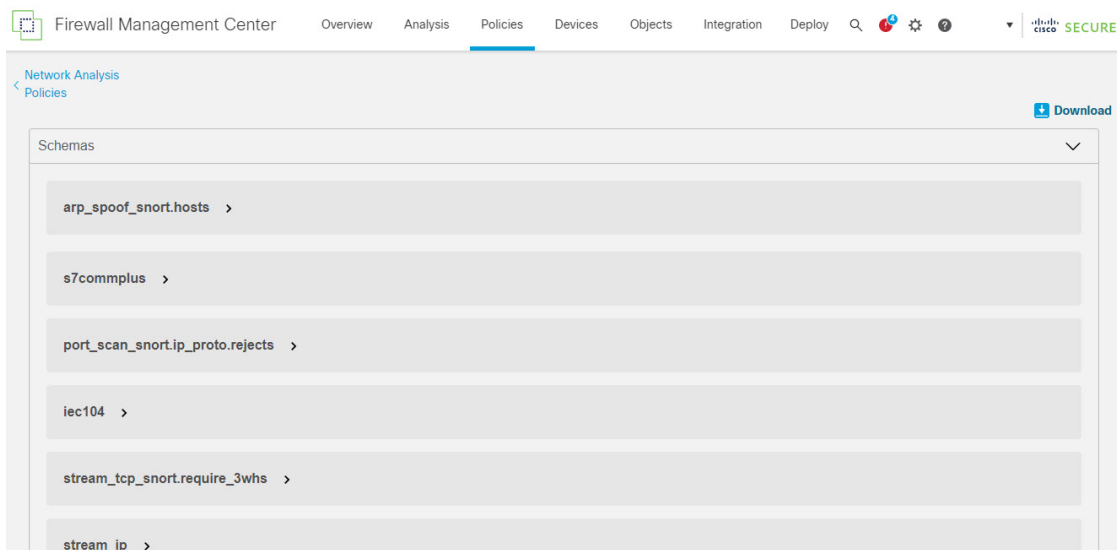 Firewall Management Center Overview Analysis Policies Devices Objects Integration Deploy 4 ? cisco SECURE
Network Analysis
Policies
Download
Schemas
arp_spoof_snort.hosts
s7commplus
port_scan_snort.ip_proto.rejects
iec104
stream_tcp_snort.require_3whs
stream_ip